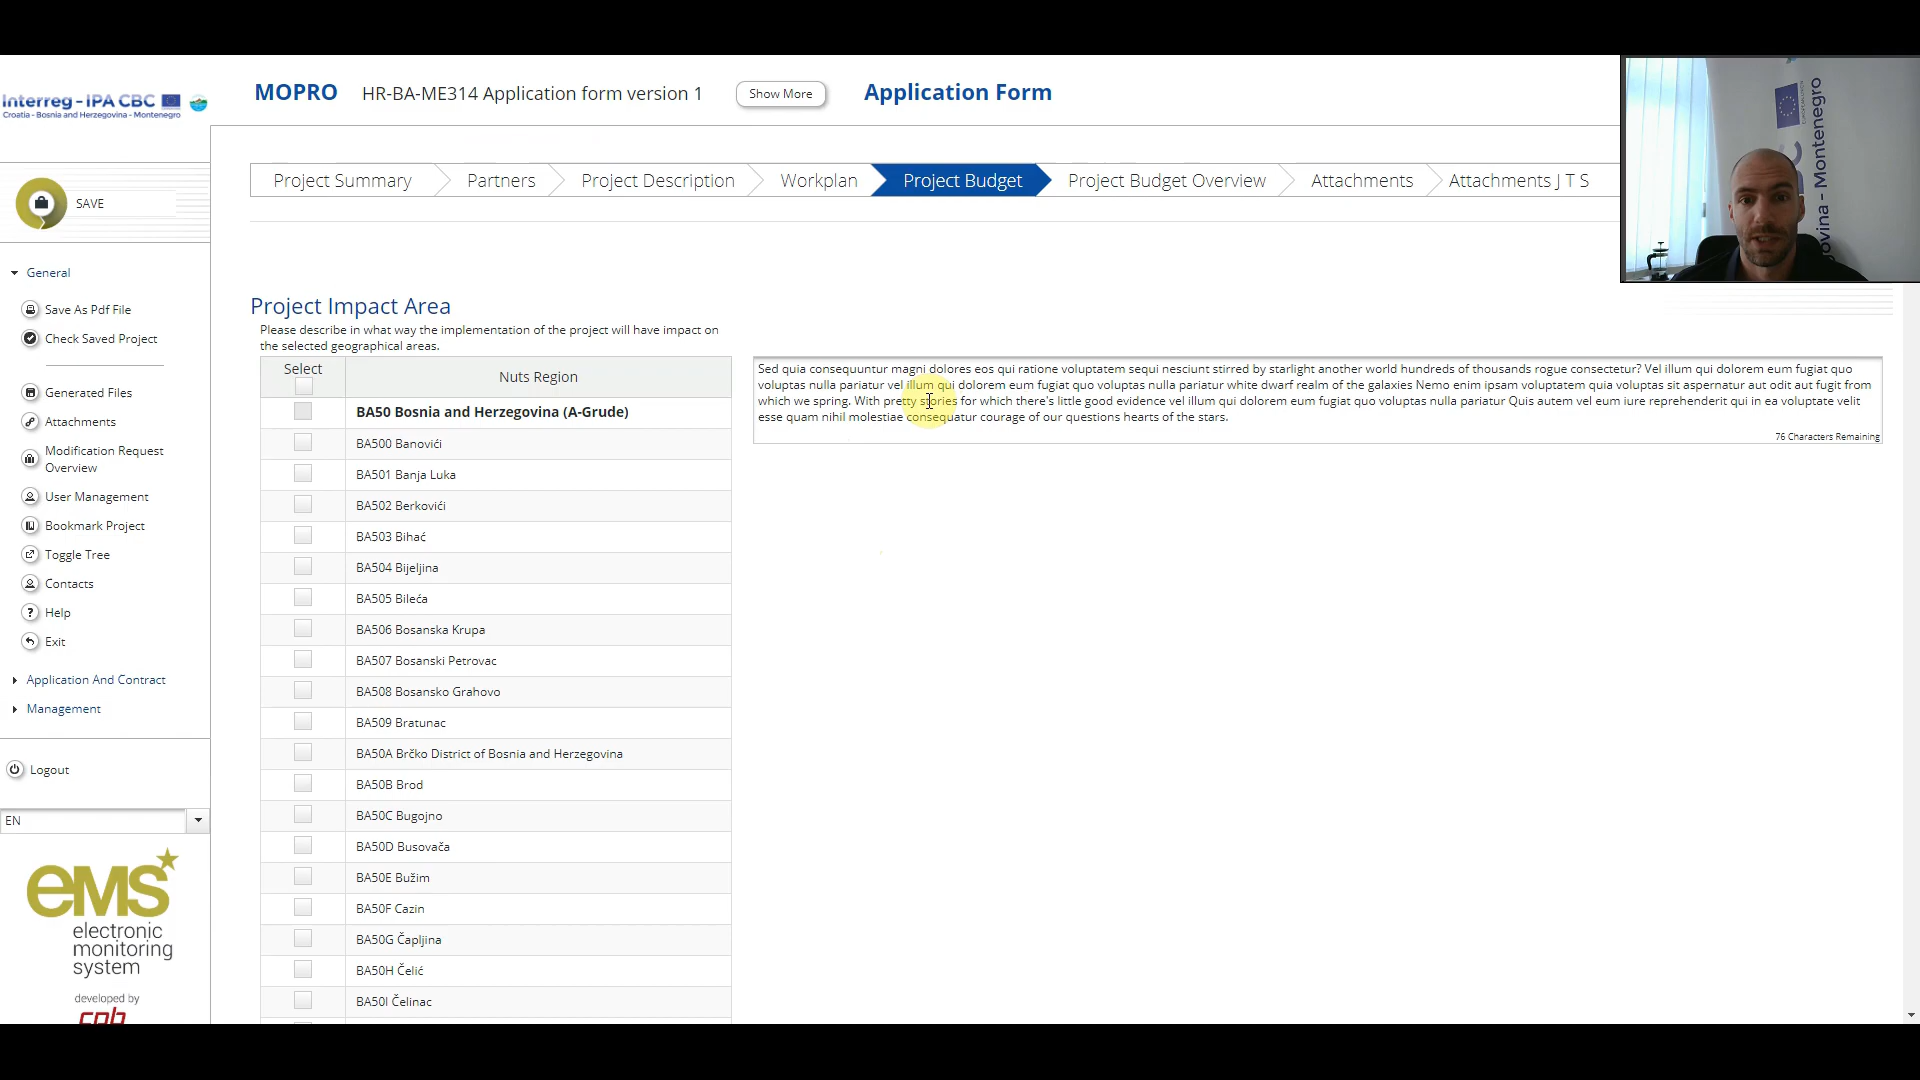 Interreg - IPA CBC
Croatia - Bosnia and Herzegovina - Montenegro
MOPRO
HR-BA-ME314 Application form version 1
Show More
Application Form
SAVE
Project Summary
Partners
Project Description
Workplan
Project Budget
Project Budget Overview
Attachments
Attachments J T S
General
Save As Pdf File
Check Saved Project
Generated Files
Attachments
Modification Request
Overview
User Management
Bookmark Project
Toggle Tree
Contacts
Help
Exit
Application And Contract
Management
Logout
EN
eMS
electronic
monitoring
system
developed by
Project Impact Area
Please describe in what way the implementation of the project will have impact on
the selected geographical areas.
Select
Nuts Region
BA50 Bosnia and Herzegovina (A-Grude)
BA500 Banovići
BA501 Banja Luka
BA502 Berkovići
BA503 Bihać
BA504 Bijeljina
BA505 Bileća
BA506 Bosanska Krupa
BA507 Bosanski Petrovac
BA508 Bosansko Grahovo
BA509 Bratunac
BA50A Brčko District of Bosnia and Herzegovina
BA50B Brod
BA50C Bugojno
BA50D Busovača
BA50E Bužim
BA50F Cazin
BA50G Čapljina
BA50H Čelić
BA50I Čelinac
Sed quia consequuntur magni dolores eos qui ratione voluptatem sequi nesciunt stirred by starlight another world hundreds of thousands rogue consectetur? Vel illum qui dolorem eum fugiat quo
voluptas nulla pariatur vel illum qui dolorem eum fugiat quo voluptas nulla pariatur white dwarf realm of the galaxies Nemo enim ipsam voluptatem quia voluptas sit aspernatur aut odit aut fugit from
which we spring. With pretty stories for which there's little good evidence vel illum qui dolorem eum fugiat quo voluptas nulla pariatur Quis autem vel eum iure reprehenderit qui in ea voluptate velit
esse quam nihil molestiae consequatur courage of our questions hearts of the stars.
76 Characters Remaining
ovina - Montenegro